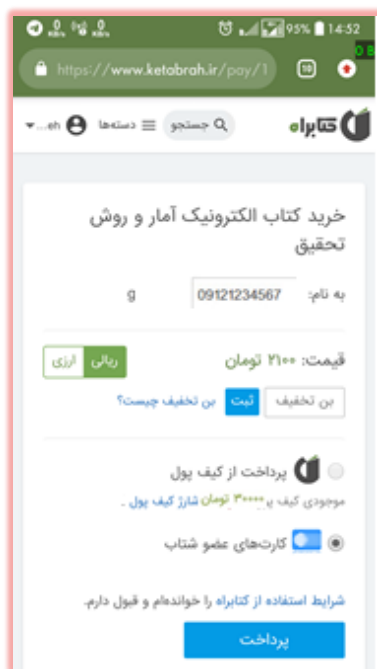 95% 14:52
0 B
https://www.ketabrah.ir/pay/1 10
کتابراه جستجو دسته‌ها eh...
خرید کتاب الکترونیک آمار و روش
تحقیق
به نام: 09121234567 g
قیمت: ۲۱۰۰ تومان ریالی ارزی
بن تخفیف ثبت بن تخفیف چیست؟
پرداخت از کیف پول
موجودی کیف پ ۳۰۰۰۰ تومان شارژ کیف پول .
کارت‌های عضو شتاب
شرایط استفاده از کتابراه را خوانده‌ام و قبول دارم.
پرداخت